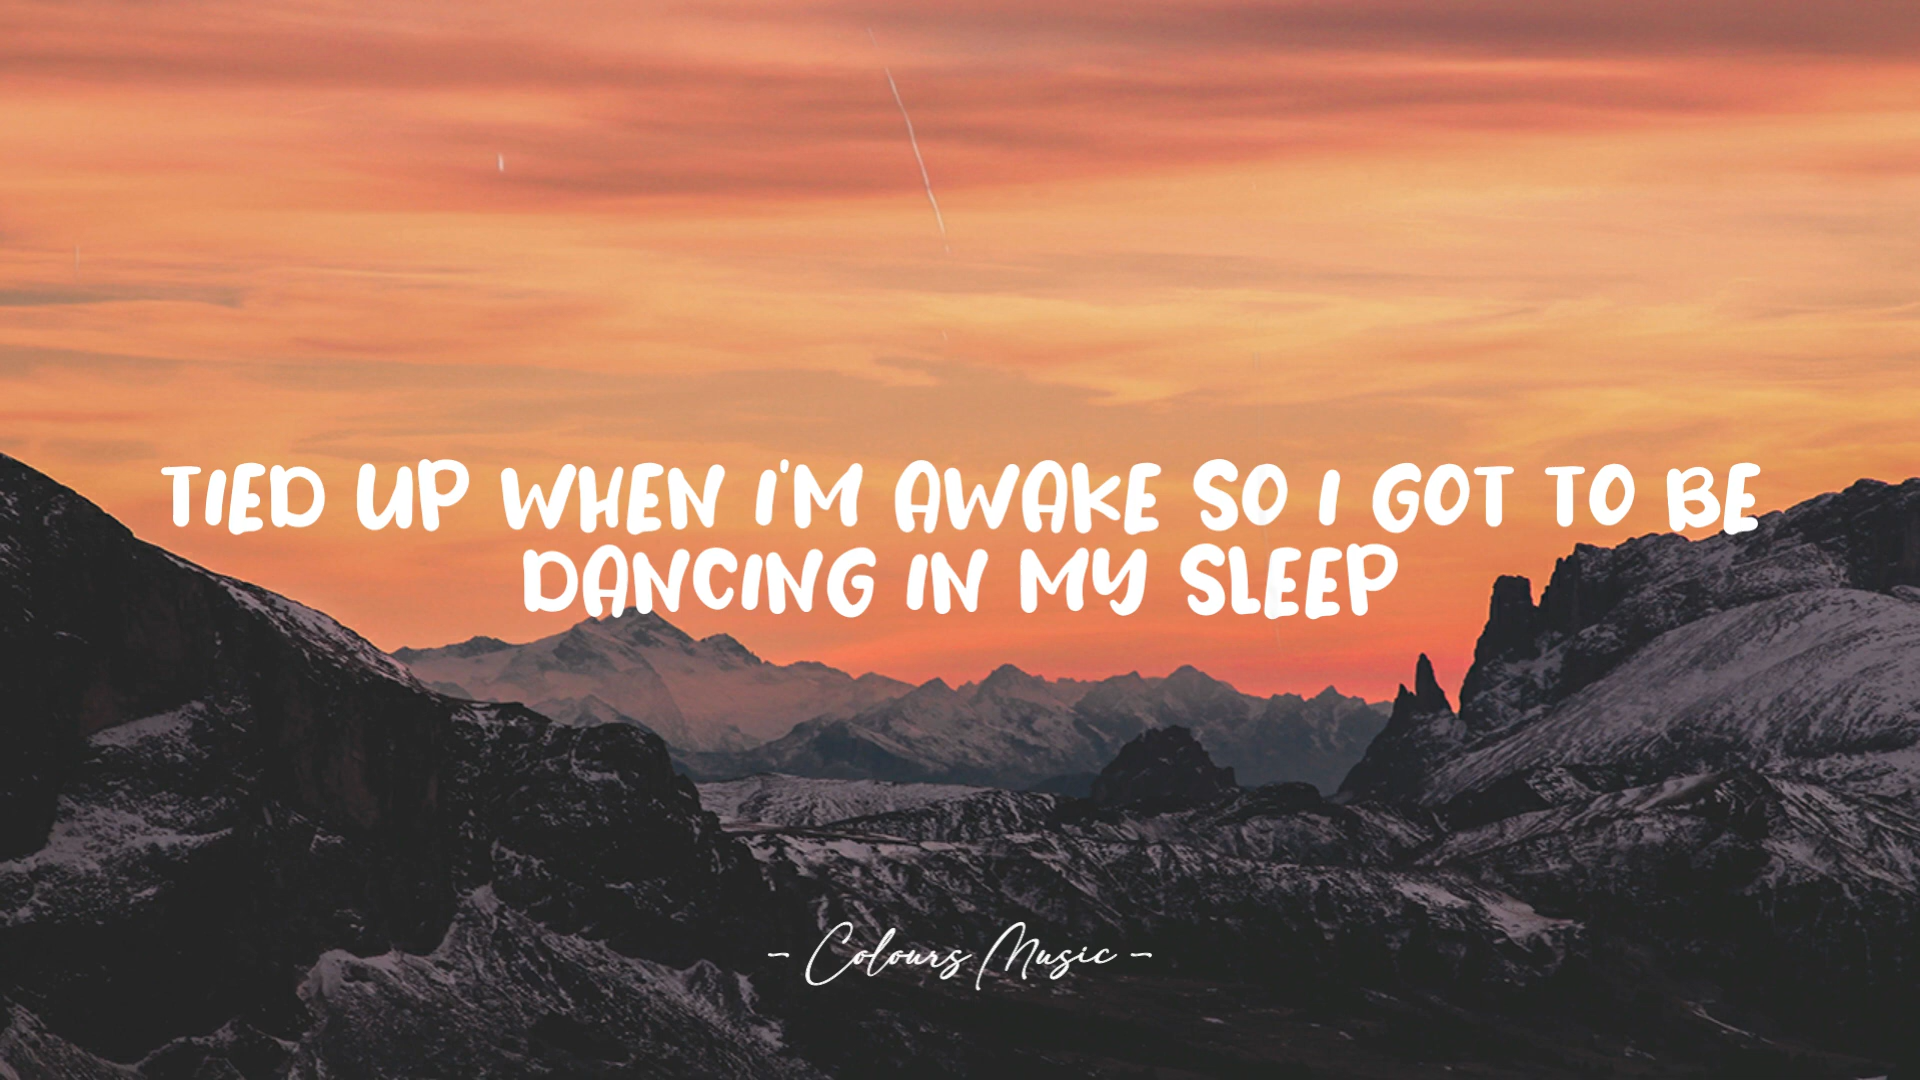 TIED UP WHEN I'M AWAKE SO I GOT TO BE
DANCING IN MY SLEEP
- Colours Music -